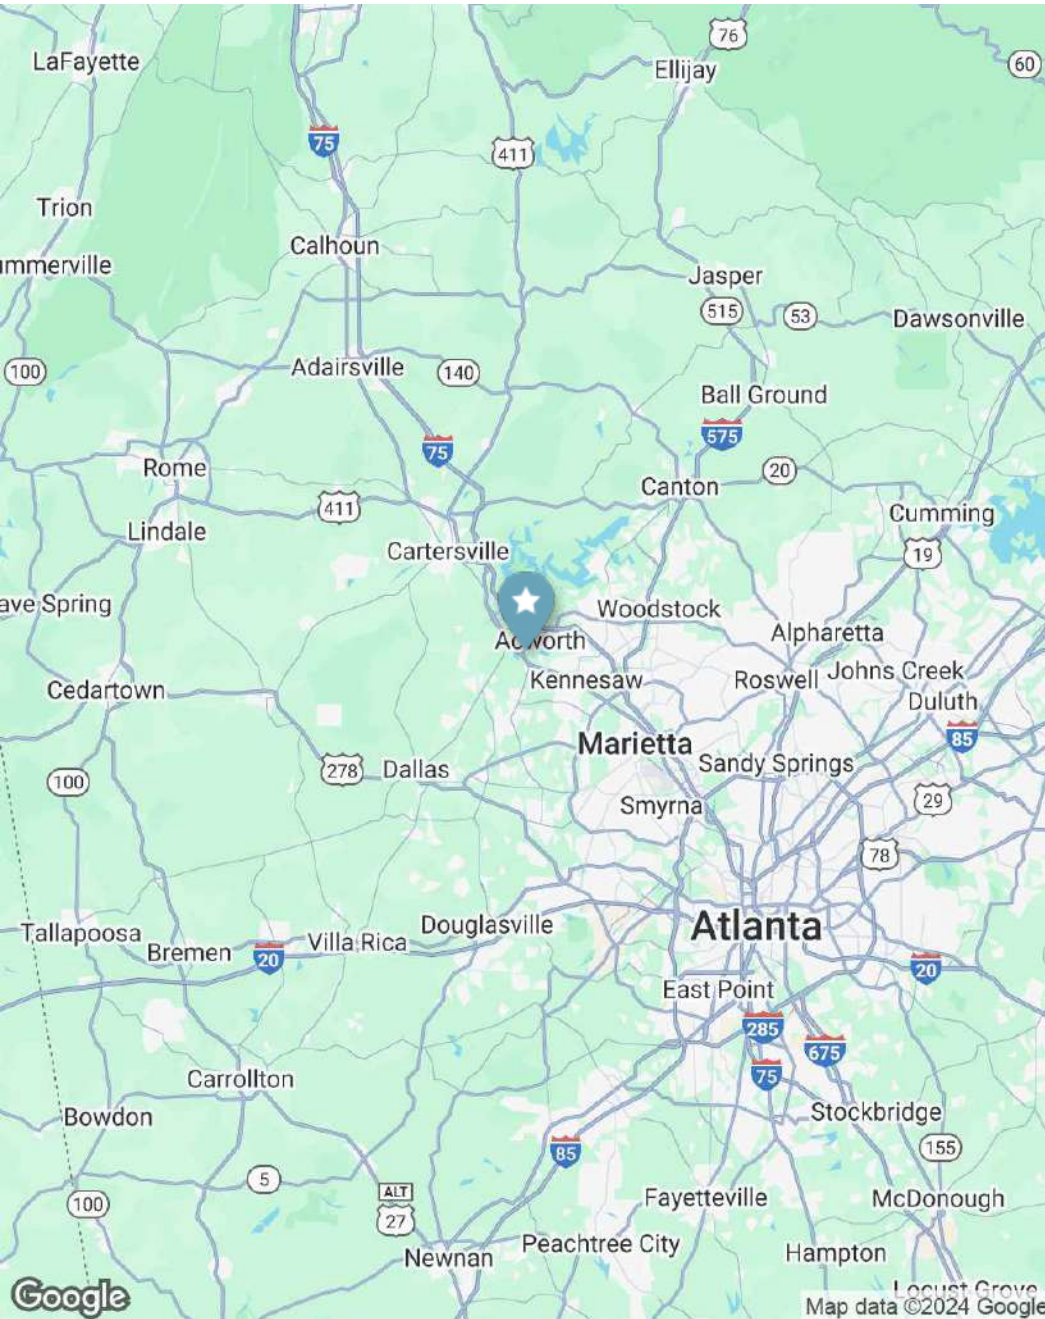 76
LaFayette
60
Ellijay
75
411
Trion
Calhoun
ummerville
Jasper
515
53
Dawsonville
Adairsville
100
140
Ball Ground
575
75
Rome
20
Canton
411
Cumming
Lindale
Cartersville
19
ave Spring
Woodstock
Alpharetta
Acworth
Johns Creek
Kennesaw
Roswell
Cedartown
Duluth
85
Marietta
Sandy Springs
278
Dallas
100
29
Smyrna
78
Douglasville
Atlanta
Tallapoosa
Villa Rica
Bremen
20
20
East Point
285
675
75
Carrollton
Stockbridge
Bowdon
155
85
5
ALT
Fayetteville
McDonough
100
27
Peachtree City
Hampton
Newnan
Locust Grove
Google
Map data ©2024 Google